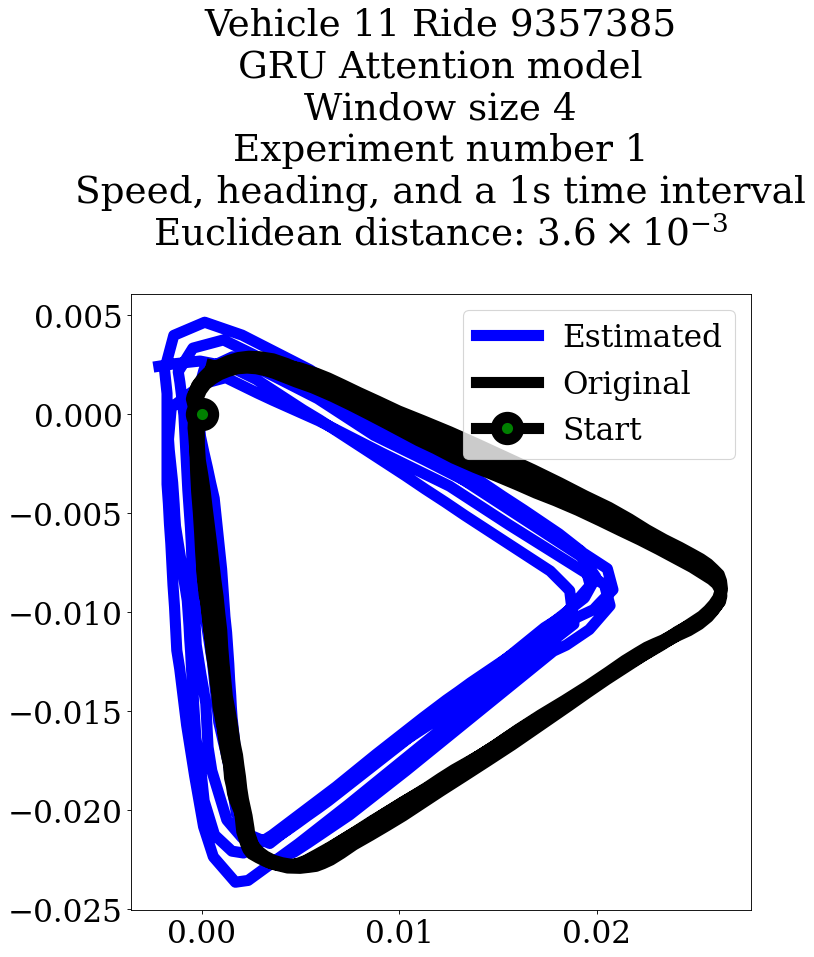 Vehicle 11 Ride 9357385
GRU Attention model
Window size 4
Experiment number 1
Speed, heading, and a 1s time interval
Euclidean distance: 3.6 × 10⁻³
Estimated
Original
Start
0.005
0.000
−0.005
−0.010
−0.015
−0.020
−0.025
0.00
0.01
0.02